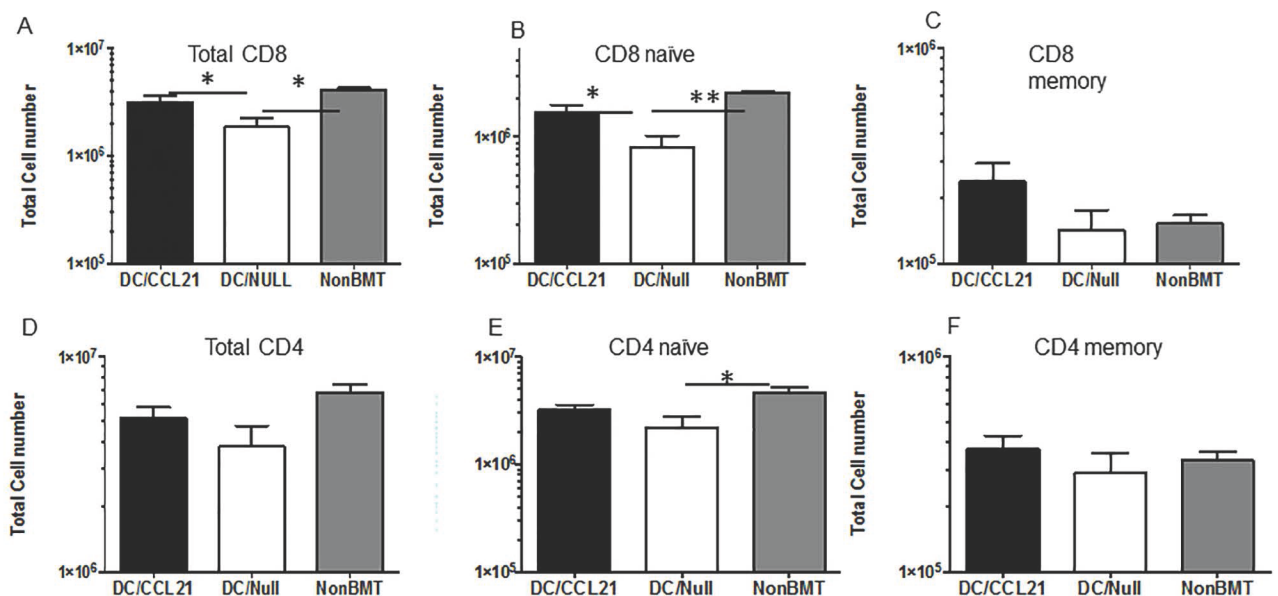 A
Total CD8
Total Cell number
1×10⁷
1×10⁶
1×10⁵
*
*
DC/CCL21 DC/NULL NonBMT
B
CD8 naïve
Total Cell number
1×10⁶
1×10⁵
*
**
DC/CCL21 DC/Null NonBMT
C
CD8
memory
Total Cell number
1×10⁶
1×10⁵
DC/CCL21 DC/Null NonBMT
D
Total CD4
Total Cell number
1×10⁷
1×10⁶
DC/CCL21 DC/Null NonBMT
E
CD4 naïve
1×10⁷
1×10⁶
1×10⁵
*
DC/CCL21 DC/Null NonBMT
F
CD4 memory
Total Cell number
1×10⁶
1×10⁵
DC/CCL21 DC/Null NonBMT